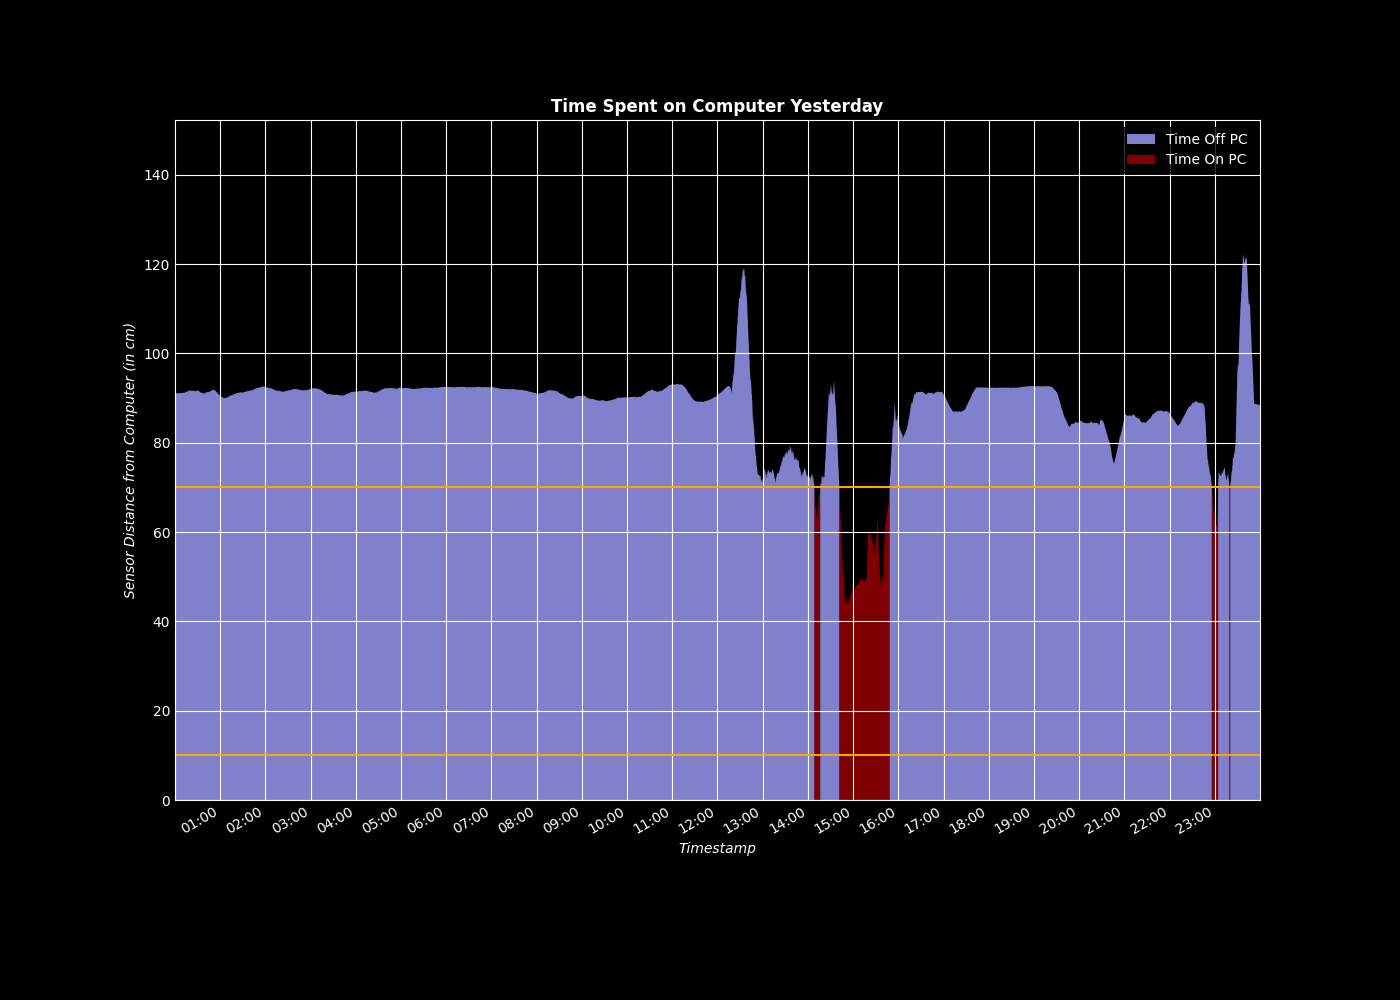 Time Spent on Computer Yesterday
Time Off PC
Time On PC
Sensor Distance from Computer (in cm)
140
120
100
80
60
40
20
0
01:00 02:00 03:00 04:00 05:00 06:00 07:00 08:00 09:00 10:00 11:00 12:00 13:00 14:00 15:00 16:00 17:00 18:00 19:00 20:00 21:00 22:00 23:00
Timestamp